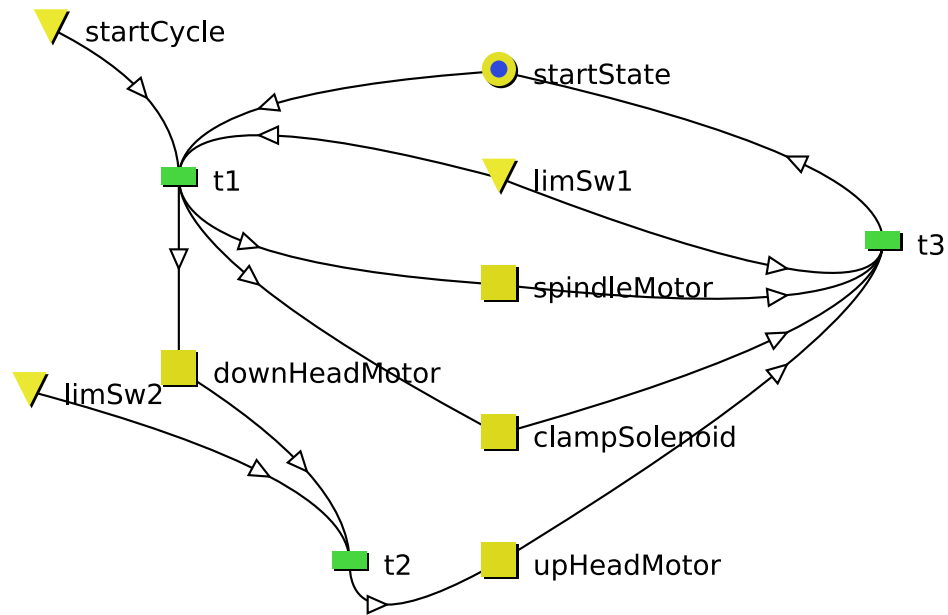 startCycle
startState
t1
limSw1
t3
spindleMotor
downHeadMotor
limSw2
clampSolenoid
t2
upHeadMotor